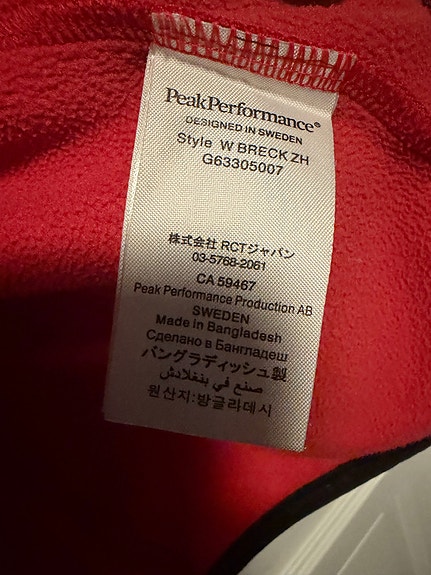 PeakPerformance®
DESIGNED IN SWEDEN
Style W BRECK ZH
G63305007
株式会社 RCTジャパン
03-5768-2061
CA 59467
Peak Performance Production AB
SWEDEN
Made in Bangladesh
Сделано в Бангладеш
バングラディッシュ製
صنع في بنغلادش
원산지:방글라데시